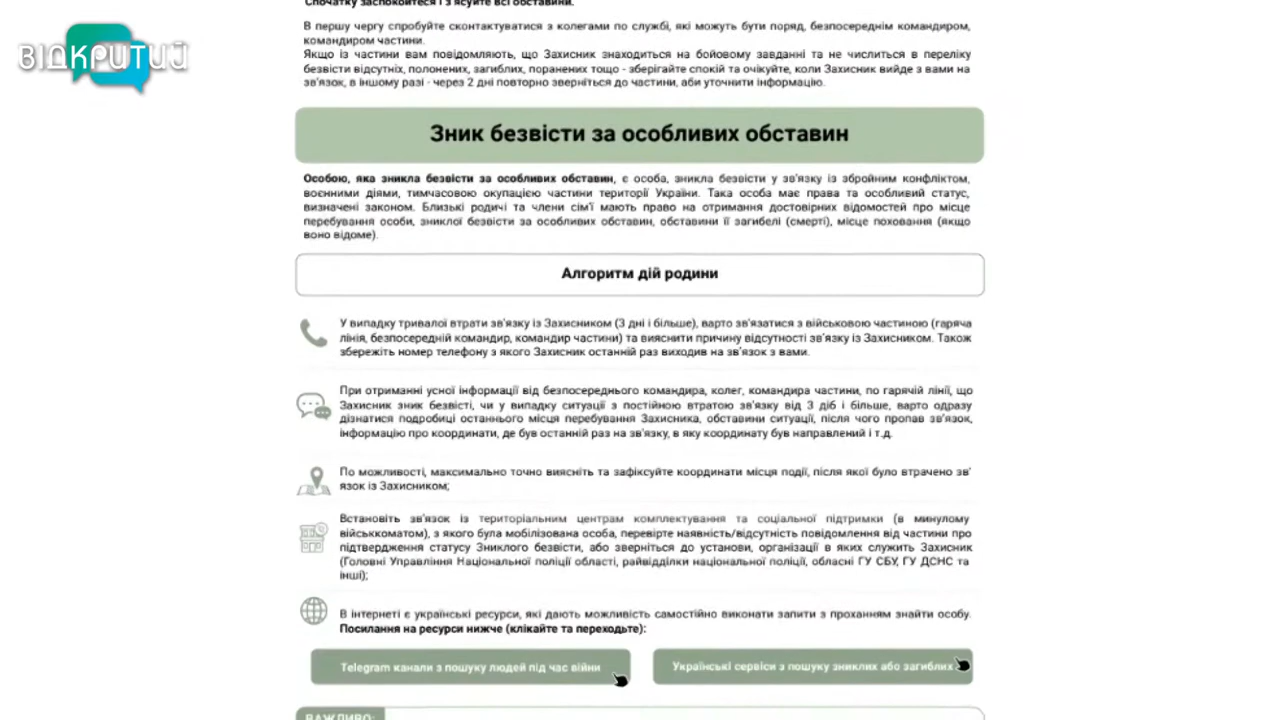 Спочатку заспокойтеся і з'ясуйте всі обставини.
ВІДКРИТИЙ
В першу чергу спробуйте сконтактуватися з колегами по службі, які можуть бути поряд, безпосереднім командиром,
командиром частини.
Якщо із частини вам повідомляють, що Захисник знаходиться на бойовому завданні та не числиться в переліку
безвісти відсутніх, полонених, загиблих, поранених тощо - зберігайте спокій та очікуйте, коли Захисник вийде з вами на
зв'язок, в іншому разі - через 2 дні повторно зверніться до частини, аби уточнити інформацію.
Зник безвісти за особливих обставин
Особою, яка зникла безвісти за особливих обставин, є особа, зникла безвісти у зв'язку із збройним конфліктом,
воєнними діями, тимчасовою окупацією частини території України. Така особа має права та особливий статус,
визначені законом. Близькі родичі та члени сім'ї мають право на отримання достовірних відомостей про місце
перебування особи, зниклої безвісти за особливих обставин, обставини її загибелі (смерті), місце поховання (якщо
воно відоме).
Алгоритм дій родини
У випадку тривалої втрати зв'язку із Захисником (3 дні і більше), варто зв'язатися з військовою частиною (гаряча
лінія, безпосередній командир, командир частини) та вияснити причину відсутності зв'язку із Захисником. Також
збережіть номер телефону з якого Захисник останній раз виходив на зв'язок з вами.
При отриманні усної інформації від безпосереднього командира, колег, командира частини, по гарячій лінії, що
Захисник зник безвісті, чи у випадку ситуації з постійною втратою зв'язку від 3 діб і більше, варто одразу
дізнатися подробиці останнього місця перебування Захисника, обставини ситуації, після чого пропав зв'язок,
інформацію про координати, де був останній раз на зв'язку, в яку координату був направлений і т.д.
По можливості, максимально точно виясніть та зафіксуйте координати місця події, після якої було втрачено зв'
язок із Захисником;
Встановіть зв'язок із територіальним центрам комплектування та соціальної підтримки (в минулому
військкоматом), з якого була мобілізована особа, перевірте наявність/відсутність повідомлення від частини про
підтвердження статусу Зниклого безвісти, або зверніться до установи, організації в яких служить Захисник
(Головні Управління Національної поліції області, райвідділки національної поліції, обласні ГУ СБУ, ГУ ДСНС та
інші);
В інтернеті є українські ресурси, які дають можливість самостійно виконати запити з проханням знайти особу.
Посилання на ресурси нижче (клікайте та переходьте):
Telegram канали з пошуку людей під час війни
Українські сервіси з пошуку зниклих або загиблих
ВАЖЛИВО: